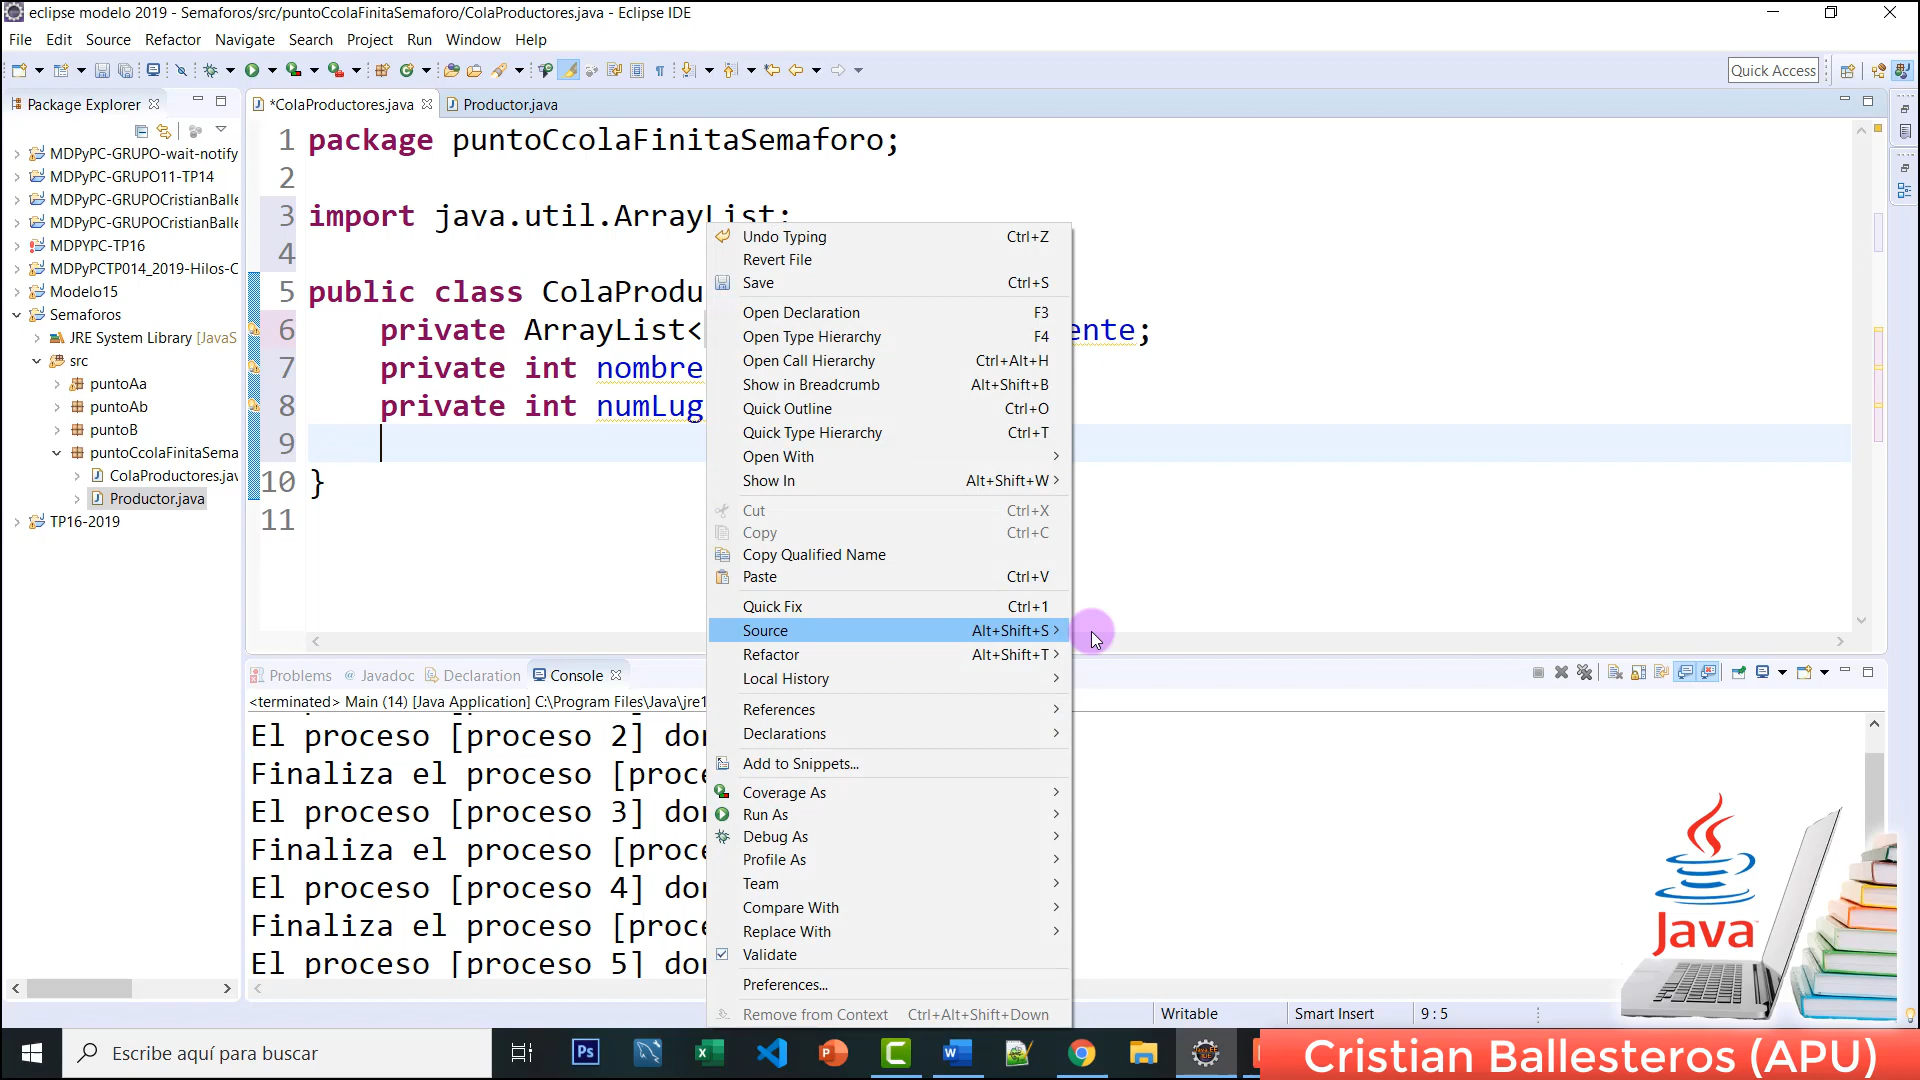 eclipse modelo 2019 - Semaforos/src/puntoCcolaFinitaSemaforo/ColaProductores.java - Eclipse IDE
File Edit Source Refactor Navigate Search Project Run Window Help
Quick Access
Package Explorer
*ColaProductores.java
Productor.java
MDPyPC-GRUPO-wait-notify
MDPyPC-GRUPO11-TP14
MDPyPC-GRUPOCristianBalle
MDPyPC-GRUPOCristianBalle
MDPYPC-TP16
MDPyPCTP014_2019-Hilos-C
Modelo15
Semaforos
JRE System Library [JavaS
src
puntoAa
puntoAb
puntoB
puntoCcolaFinitaSema
ColaProductores.jav
Productor.java
TP16-2019
1 package puntoCcolaFinitaSemaforo;
2
3 import java.util.ArrayList;
4
5 public class ColaProdu
6 private ArrayList< ente;
7 private int nombre
8 private int numLug
9
10 }
11
Undo Typing Ctrl+Z
Revert File
Save Ctrl+S
Open Declaration F3
Open Type Hierarchy F4
Open Call Hierarchy Ctrl+Alt+H
Show in Breadcrumb Alt+Shift+B
Quick Outline Ctrl+O
Quick Type Hierarchy Ctrl+T
Open With
Show In Alt+Shift+W
Cut Ctrl+X
Copy Ctrl+C
Copy Qualified Name
Paste Ctrl+V
Quick Fix Ctrl+1
Source Alt+Shift+S
Refactor Alt+Shift+T
Local History
References
Declarations
Add to Snippets...
Coverage As
Run As
Debug As
Profile As
Team
Compare With
Replace With
Validate
Preferences...
Remove from Context Ctrl+Alt+Shift+Down
Problems @ Javadoc Declaration Console
<terminated> Main (14) [Java Application] C:\Program Files\Java\jre1
El proceso [proceso 2] dor
Finaliza el proceso [proce
El proceso [proceso 3] dor
Finaliza el proceso [proce
El proceso [proceso 4] dor
Finaliza el proceso [proce
El proceso [proceso 5] dor
Java
Writable
Smart Insert
9 : 5
Escribe aquí para buscar
Cristian Ballesteros (APU)